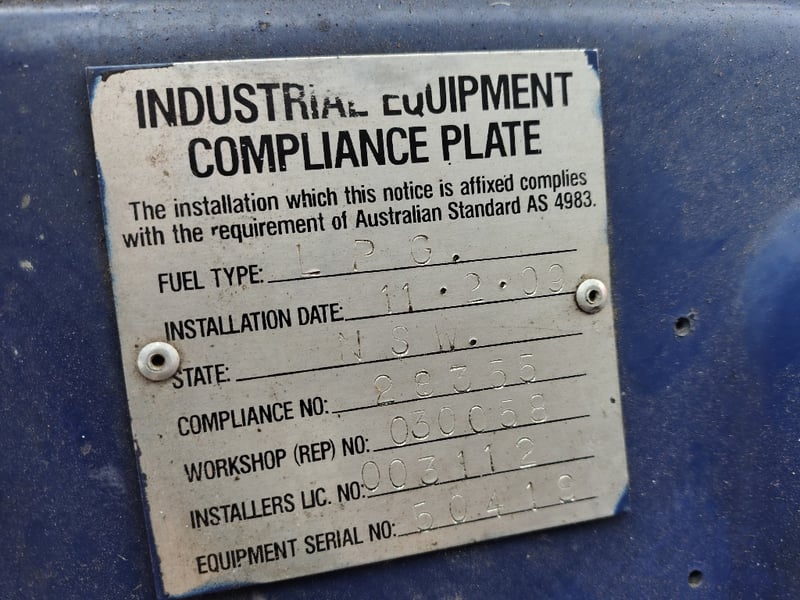 INDUSTRIAL EQUIPMENT
COMPLIANCE PLATE
The installation which this notice is affixed complies
with the requirement of Australian Standard AS 4983.
FUEL TYPE: L P G.
INSTALLATION DATE: 11 • 2 • 09
STATE: N S W.
COMPLIANCE NO: 28355
WORKSHOP (REP) NO: 030058
INSTALLERS LIC. NO: 003112
EQUIPMENT SERIAL NO: 50419